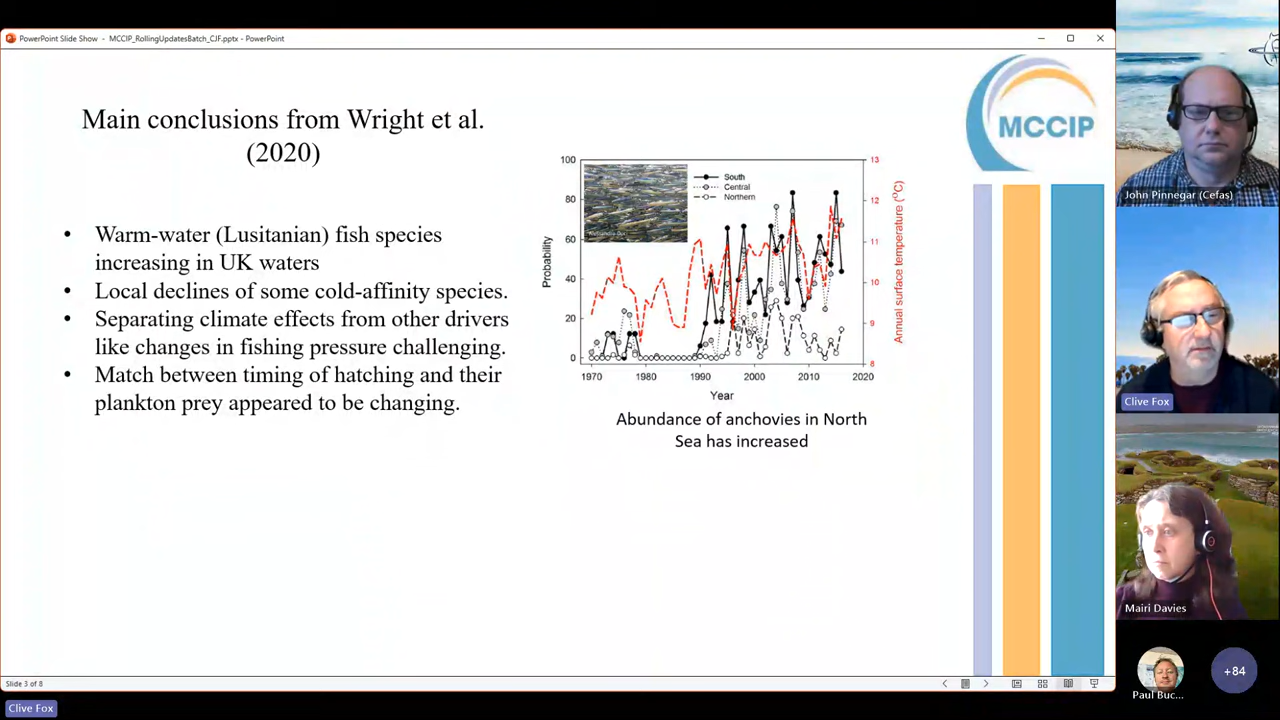 PowerPoint Slide Show - MCCIP_RollingUpdatesBatch_CJF.pptx - PowerPoint
Main conclusions from Wright et al.
(2020)
• Warm-water (Lusitanian) fish species
increasing in UK waters
• Local declines of some cold-affinity species.
• Separating climate effects from other drivers
like changes in fishing pressure challenging.
• Match between timing of hatching and their
plankton prey appeared to be changing.
MCCIP
100
80
60
40
20
0
Probability
South
Central
Northern
13
12
11
10
9
8
Annual surface temperature (°C)
1970 1980 1990 2000 2010 2020
Year
Abundance of anchovies in North
Sea has increased
John Pinnegar (Cefas)
Clive Fox
Mairi Davies
Paul Buc...
+84
Slide 3 of 8
Clive Fox